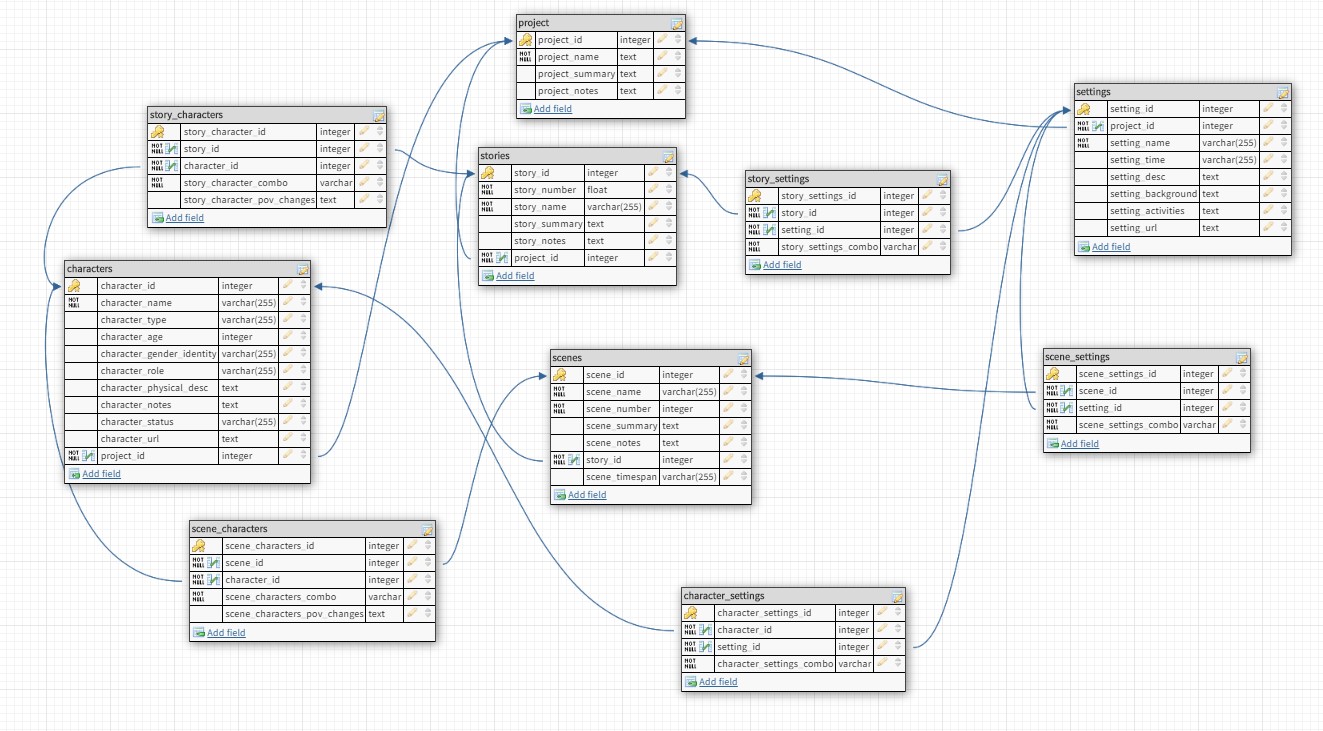 project
project_id integer
NOT NULL project_name text
project_summary text
project_notes text
Add field
settings
setting_id integer
NOT NULL project_id integer
NOT NULL setting_name varchar(255)
setting_time varchar(255)
setting_desc text
setting_background text
setting_activities text
setting_url text
Add field
story_characters
story_character_id integer
NOT NULL story_id integer
NOT NULL character_id integer
NOT NULL story_character_combo varchar
story_character_pov_changes text
Add field
stories
story_id integer
NOT NULL story_number float
NOT NULL story_name varchar(255)
story_summary text
story_notes text
NOT NULL project_id integer
Add field
story_settings
story_settings_id integer
NOT NULL story_id integer
NOT NULL setting_id integer
NOT NULL story_settings_combo varchar
Add field
characters
character_id integer
NOT NULL character_name varchar(255)
character_type varchar(255)
character_age integer
character_gender_identity varchar(255)
character_role varchar(255)
character_physical_desc text
character_notes text
character_status varchar(255)
character_url text
NOT NULL project_id integer
Add field
scenes
scene_id integer
NOT NULL scene_name varchar(255)
NOT NULL scene_number integer
scene_summary text
scene_notes text
NOT NULL story_id integer
scene_timespan varchar(255)
Add field
scene_settings
scene_settings_id integer
NOT NULL scene_id integer
NOT NULL setting_id integer
NOT NULL scene_settings_combo varchar
Add field
scene_characters
scene_characters_id integer
NOT NULL scene_id integer
NOT NULL character_id integer
NOT NULL scene_characters_combo varchar
scene_characters_pov_changes text
Add field
character_settings
character_settings_id integer
NOT NULL character_id integer
NOT NULL setting_id integer
NOT NULL character_settings_combo varchar
Add field